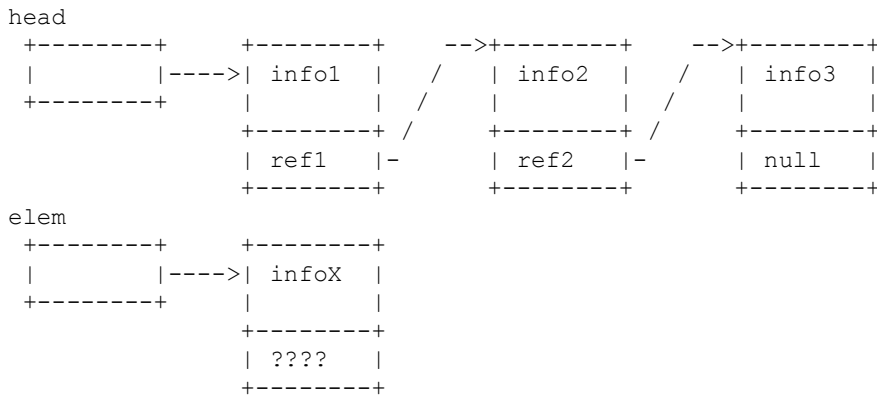 head
info1 info2 info3
ref1 ref2 null
elem
infoX
????